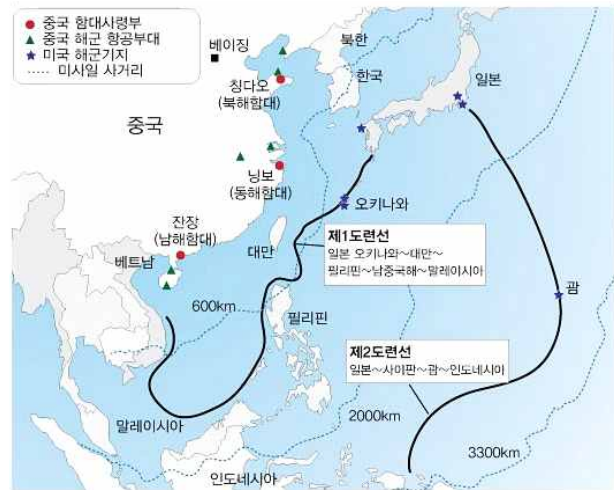 중국 함대사령부
중국 해군 항공부대
미국 해군기지
미사일 사거리
베이징
북한
한국
일본
칭다오
(북해함대)
중국
닝보
(동해함대)
오키나와
잔장
(남해함대)
대만
제1도련선
일본 오키나와~대만~
필리핀~남중국해~말레이시아
베트남
600km
필리핀
괌
제2도련선
일본~사이판~괌~인도네시아
말레이시아
2000km
3300km
인도네시아